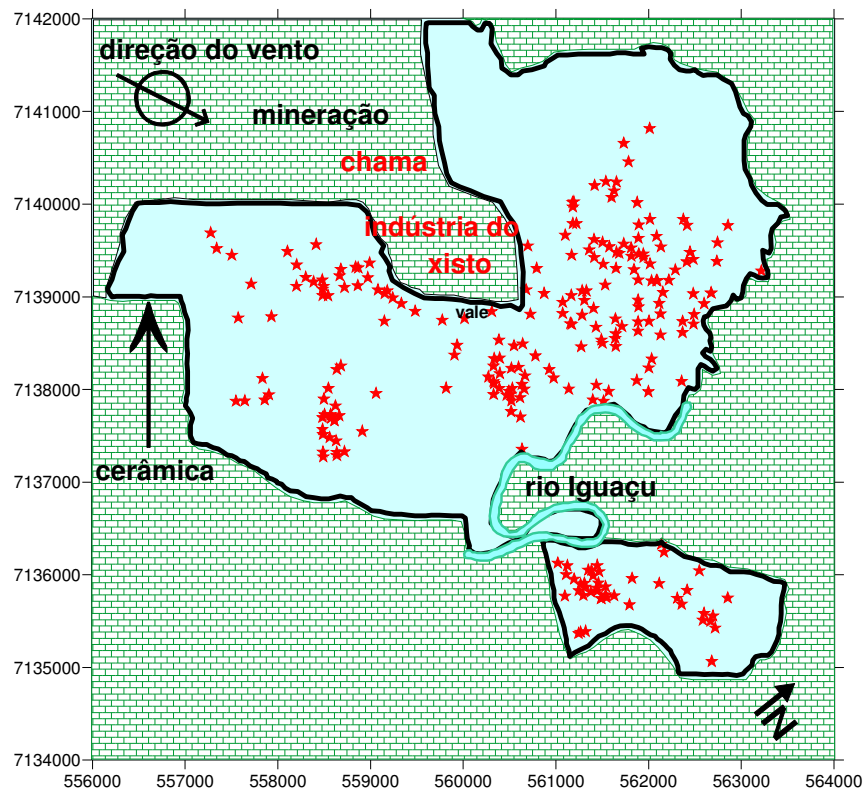 7142000
direção do vento
7141000
mineração
chama
7140000
indústria do
xisto
7139000
vale
7138000
cerâmica
7137000
rio Iguaçu
7136000
7135000
N
7134000
556000 557000 558000 559000 560000 561000 562000 563000 564000